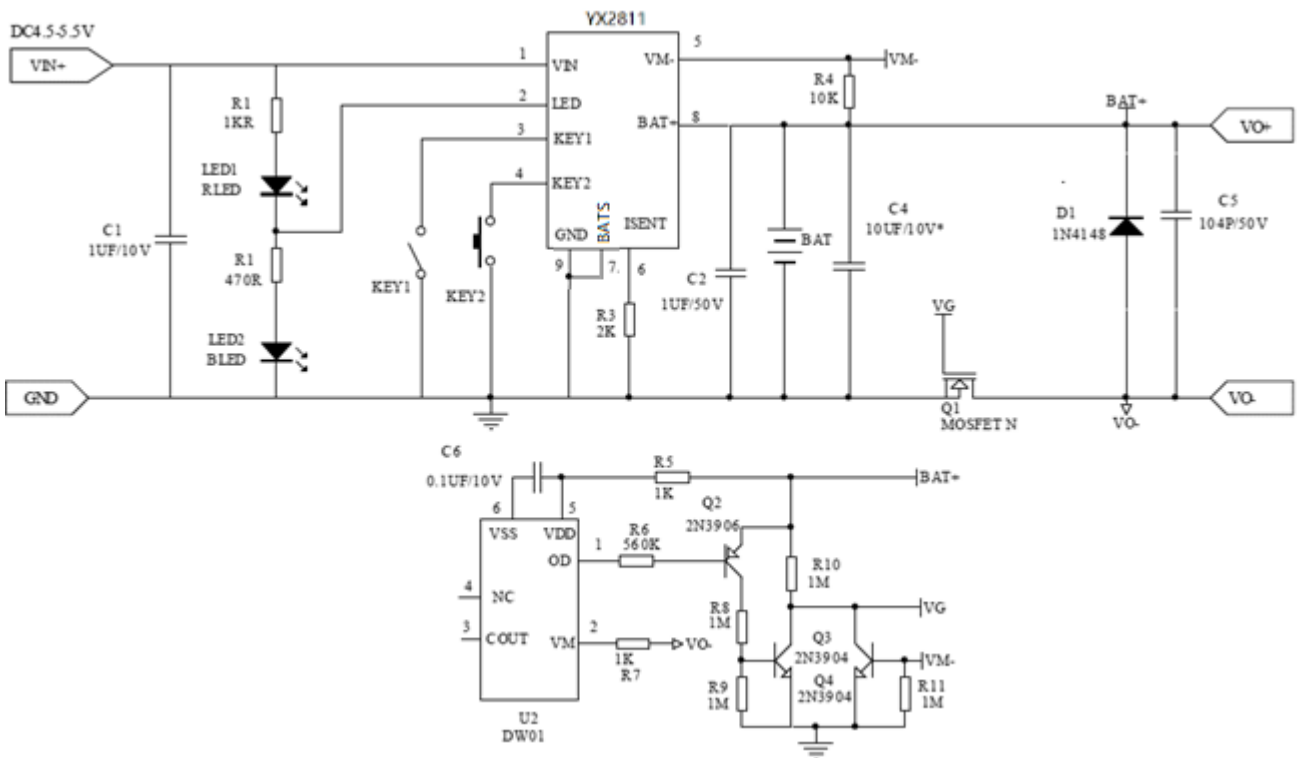 YX2811
DC4.5-5.5V
VIN+
1
VIN
5
VM-
VM-
R4
10K
R1
1KR
2
LED
BAT+
8
BAT+
VO+
3
KEY1
LED1
RLED
4
KEY2
C1
1UF/10V
GND
BATS
ISENT
BAT
C4
10UF/10V*
D1
1N4148
C5
104P/50V
R1
470R
KEY1
KEY2
9
7.
6
C2
1UF/50V
R3
2K
VG
LED2
BLED
GND
Q1
MOSFET N
VO-
VO-
C6
0.1UF/10V
R5
1K
BAT+
6
5
VSS
VDD
Q2
2N3906
R6
560K
1
OD
R10
1M
4
NC
R8
1M
VG
3
COUT
VM
2
VO-
1K
R7
Q3
2N3904
VM-
Q4
2N3904
R9
1M
R11
1M
U2
DW01